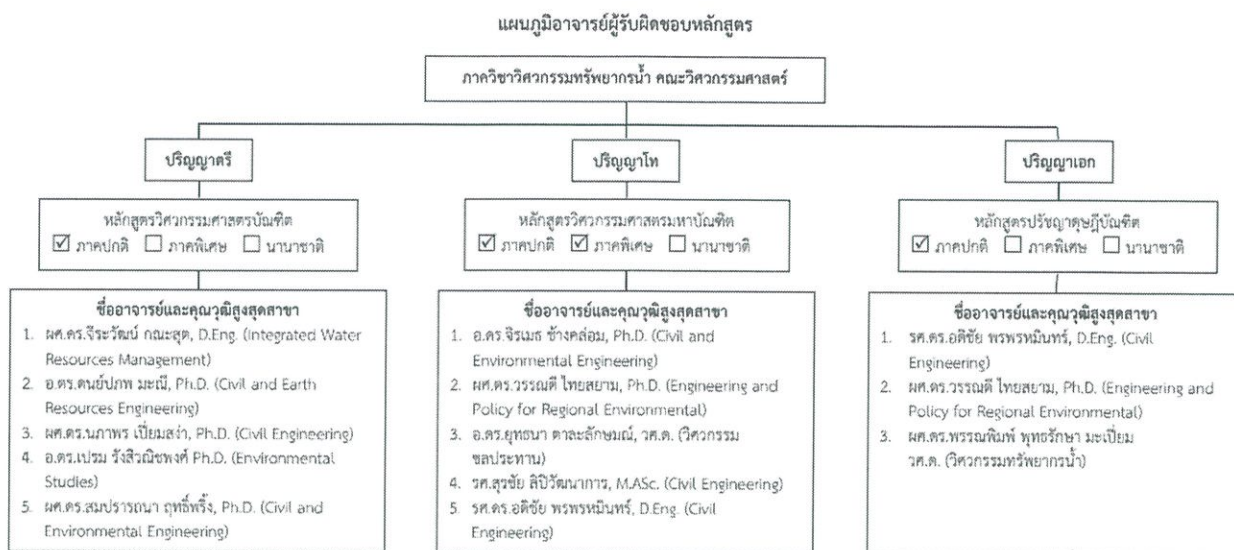 แผนภูมิอาจารย์ผู้รับผิดชอบหลักสูตร
ภาควิชาวิศวกรรมทรัพยากรน้ำ คณะวิศวกรรมศาสตร์
ปริญญาตรี
หลักสูตรวิศวกรรมศาสตรบัณฑิต
☑ ภาคปกติ ☐ ภาคพิเศษ ☐ นานาชาติ
ชื่ออาจารย์และคุณวุฒิสูงสุดสาขา
1. ผศ.ดร.จีระวัฒน์ กณะสุต, D.Eng. (Integrated Water
Resources Management)
2. อ.ดร.ดนย์ปภพ มะณี, Ph.D. (Civil and Earth
Resources Engineering)
3. ผศ.ดร.นภาพร เปี่ยมสง่า, Ph.D. (Civil Engineering)
4. อ.ดร.เปรม รังสิวณิชพงศ์ Ph.D. (Environmental
Studies)
5. ผศ.ดร.สมปรารถนา ฤทธิ์พริ้ง, Ph.D. (Civil and
Environmental Engineering)
ปริญญาโท
หลักสูตรวิศวกรรมศาสตรมหาบัณฑิต
☑ ภาคปกติ ☑ ภาคพิเศษ ☐ นานาชาติ
ชื่ออาจารย์และคุณวุฒิสูงสุดสาขา
1. อ.ดร.จิรเมธ ช้างคล่อม, Ph.D. (Civil and
Environmental Engineering)
2. ผศ.ดร.วรรณดี ไทยสยาม, Ph.D. (Engineering and
Policy for Regional Environmental)
3. อ.ดร.ยุทธนา ตาละลักษมณ์, วศ.ด. (วิศวกรรม
ชลประทาน)
4. รศ.สุรชัย ลิปิวัฒนาการ, M.ASc. (Civil Engineering)
5. รศ.ดร.อดิชัย พรพรหมินทร์, D.Eng. (Civil
Engineering)
ปริญญาเอก
หลักสูตรปรัชญาดุษฎีบัณฑิต
☑ ภาคปกติ ☐ ภาคพิเศษ ☐ นานาชาติ
ชื่ออาจารย์และคุณวุฒิสูงสุดสาขา
1. รศ.ดร.อดิชัย พรพรหมินทร์, D.Eng. (Civil
Engineering)
2. ผศ.ดร.วรรณดี ไทยสยาม, Ph.D. (Engineering and
Policy for Regional Environmental)
3. ผศ.ดร.พรรณพิมพ์ พุทธรักษา มะเปี่ยม
วศ.ด. (วิศวกรรมทรัพยากรน้ำ)